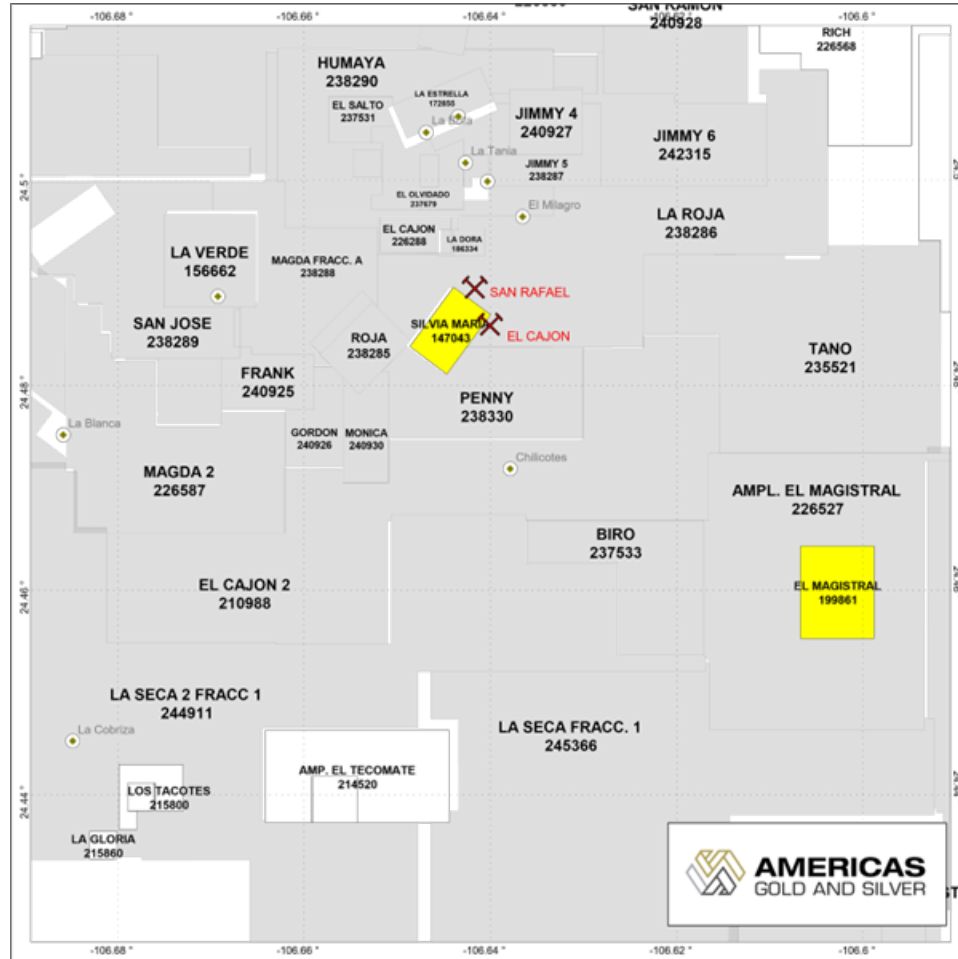 -106.68 °
-106.66 °
-106.64 °
-106.62 °
-106.6 °
SAN RAMON
240928
RICH
226568
HUMAYA
238290
EL SALTO
237531
LA ESTRELLA
172855
JIMMY 4
240927
JIMMY 6
242315
La Tania
JIMMY 5
238287
24.5 °
EL OLVIDADO
237679
El Milagro
LA ROJA
238286
EL CAJON
226288
LA DORA
186334
LA VERDE
156662
MAGDA FRACC. A
238288
SAN RAFAEL
SILVIA MARIA
147043
EL CAJON
SAN JOSE
238289
ROJA
238285
TANO
235521
24.48 °
24.48
FRANK
240925
PENNY
238330
La Blanca
GORDON
240926
MONICA
240930
Chilicotes
MAGDA 2
226587
AMPL. EL MAGISTRAL
226527
BIRO
237533
EL CAJON 2
210988
24.46 °
24.46
EL MAGISTRAL
199861
LA SECA 2 FRACC 1
244911
LA SECA FRACC. 1
245366
La Cobriza
AMP. EL TECOMATE
214520
LOS TACOTES
215800
24.44 °
24.44
LA GLORIA
215860
AMERICAS
GOLD AND SILVER
-106.68 °
-106.66 °
-106.64 °
-106.62 °
-106.6 °